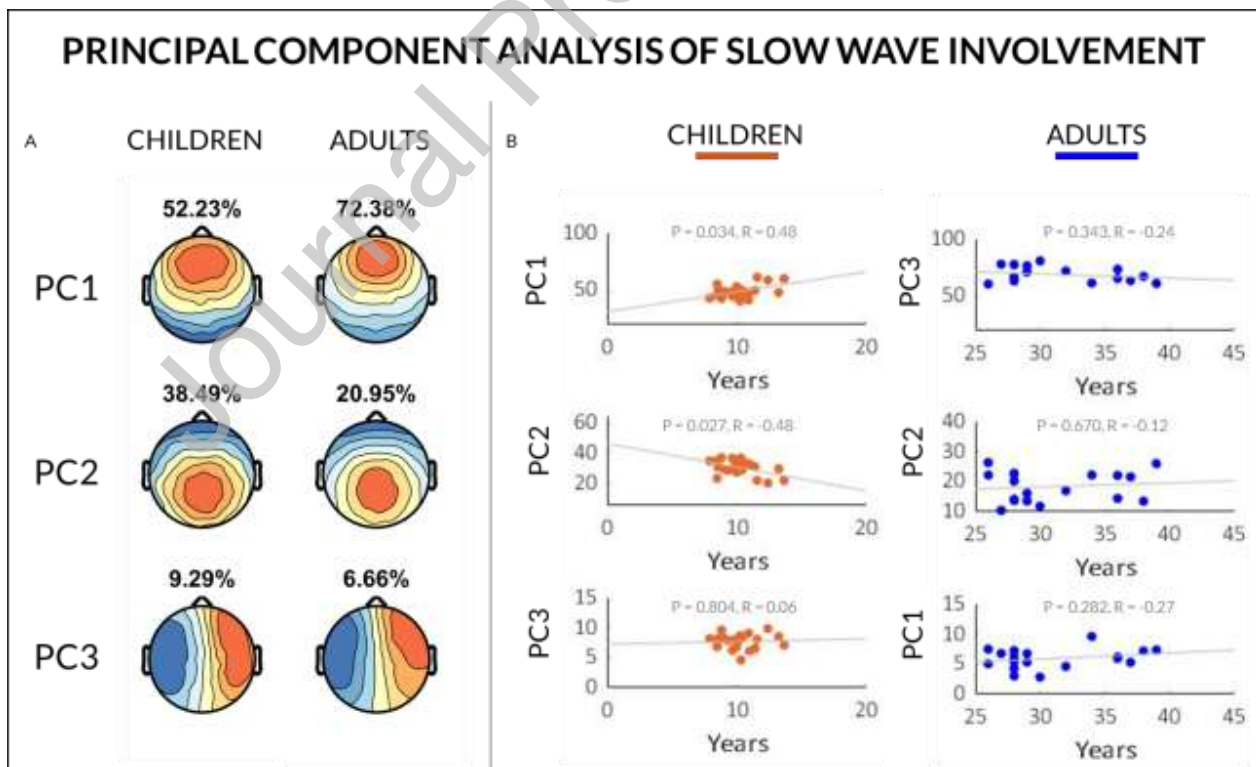 PRINCIPAL COMPONENT ANALYSIS OF SLOW WAVE INVOLVEMENT
A
CHILDREN ADULTS
52.23% 72.38%
PC1
38.49% 20.95%
PC2
9.29% 6.66%
PC3
B
CHILDREN ADULTS
P = 0.034, R = 0.48
PC1
100
50
0 10 20
Years
P = 0.343, R = -0.24
PC3
100
50
25 30 35 40 45
Years
P = 0.027, R = -0.48
PC2
60
40
20
0 10 20
Years
P = 0.670, R = -0.12
PC2
40
30
20
10
25 30 35 40 45
Years
P = 0.804, R = 0.06
PC3
15
10
5
0
0 10 20
Years
P = 0.282, R = -0.27
PC1
15
10
5
0
25 30 35 40 45
Years
Journal Pre